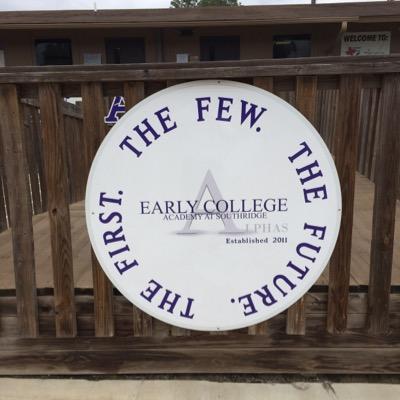 WELCOME TO
A
THE FIRST. THE FEW. THE FUTURE.
A
EARLY COLLEGE
ACADEMY AT SOUTHRIDGE
LPHAS
Established 2011